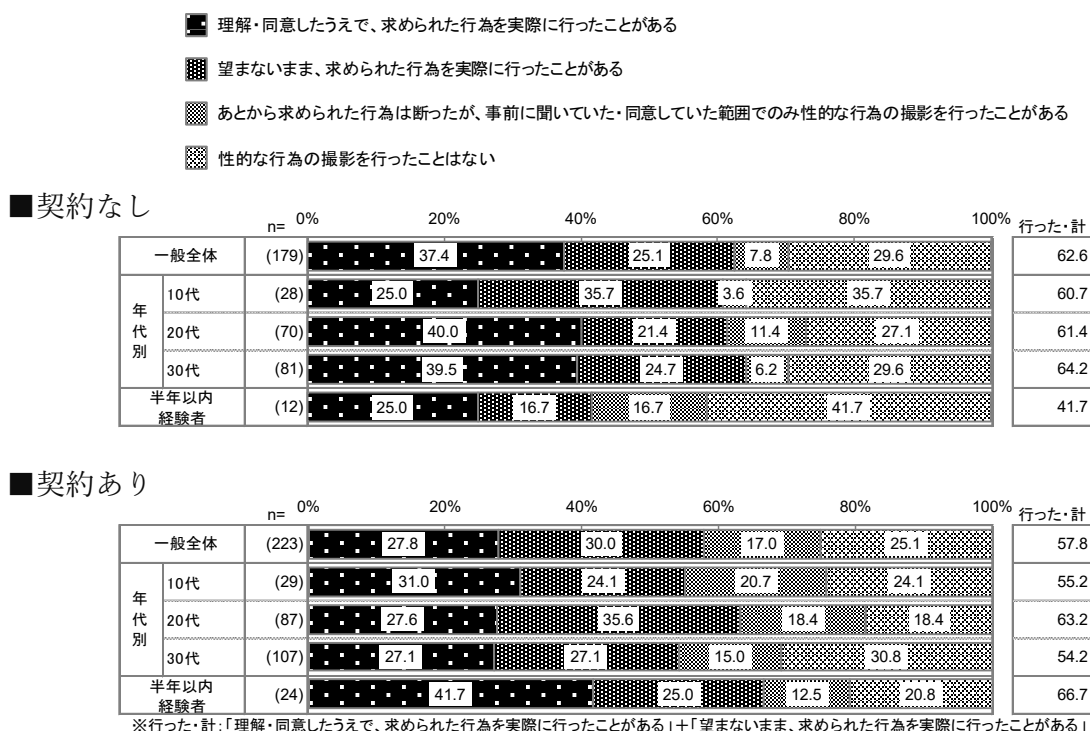 理解・同意したうえで、求められた行為を実際に行ったことがある
望まないまま、求められた行為を実際に行ったことがある
あとから求められた行為は断ったが、事前に聞いていた・同意していた範囲でのみ性的な行為の撮影を行ったことがある
性的な行為の撮影を行ったことはない
■契約なし
n= 0% 20% 40% 60% 80% 100% 行った・計
一般全体 (179) 37.4 25.1 7.8 29.6 62.6
年代別
10代 (28) 25.0 35.7 3.6 35.7 60.7
20代 (70) 40.0 21.4 11.4 27.1 61.4
30代 (81) 39.5 24.7 6.2 29.6 64.2
半年以内
経験者 (12) 25.0 16.7 16.7 41.7 41.7
■契約あり
n= 0% 20% 40% 60% 80% 100% 行った・計
一般全体 (223) 27.8 30.0 17.0 25.1 57.8
年代別
10代 (29) 31.0 24.1 20.7 24.1 55.2
20代 (87) 27.6 35.6 18.4 18.4 63.2
30代 (107) 27.1 27.1 15.0 30.8 54.2
半年以内
経験者 (24) 41.7 25.0 12.5 20.8 66.7
※行った・計:「理解・同意したうえで、求められた行為を実際に行ったことがある」+「望まないまま、求められた行為を実際に行ったことがある」